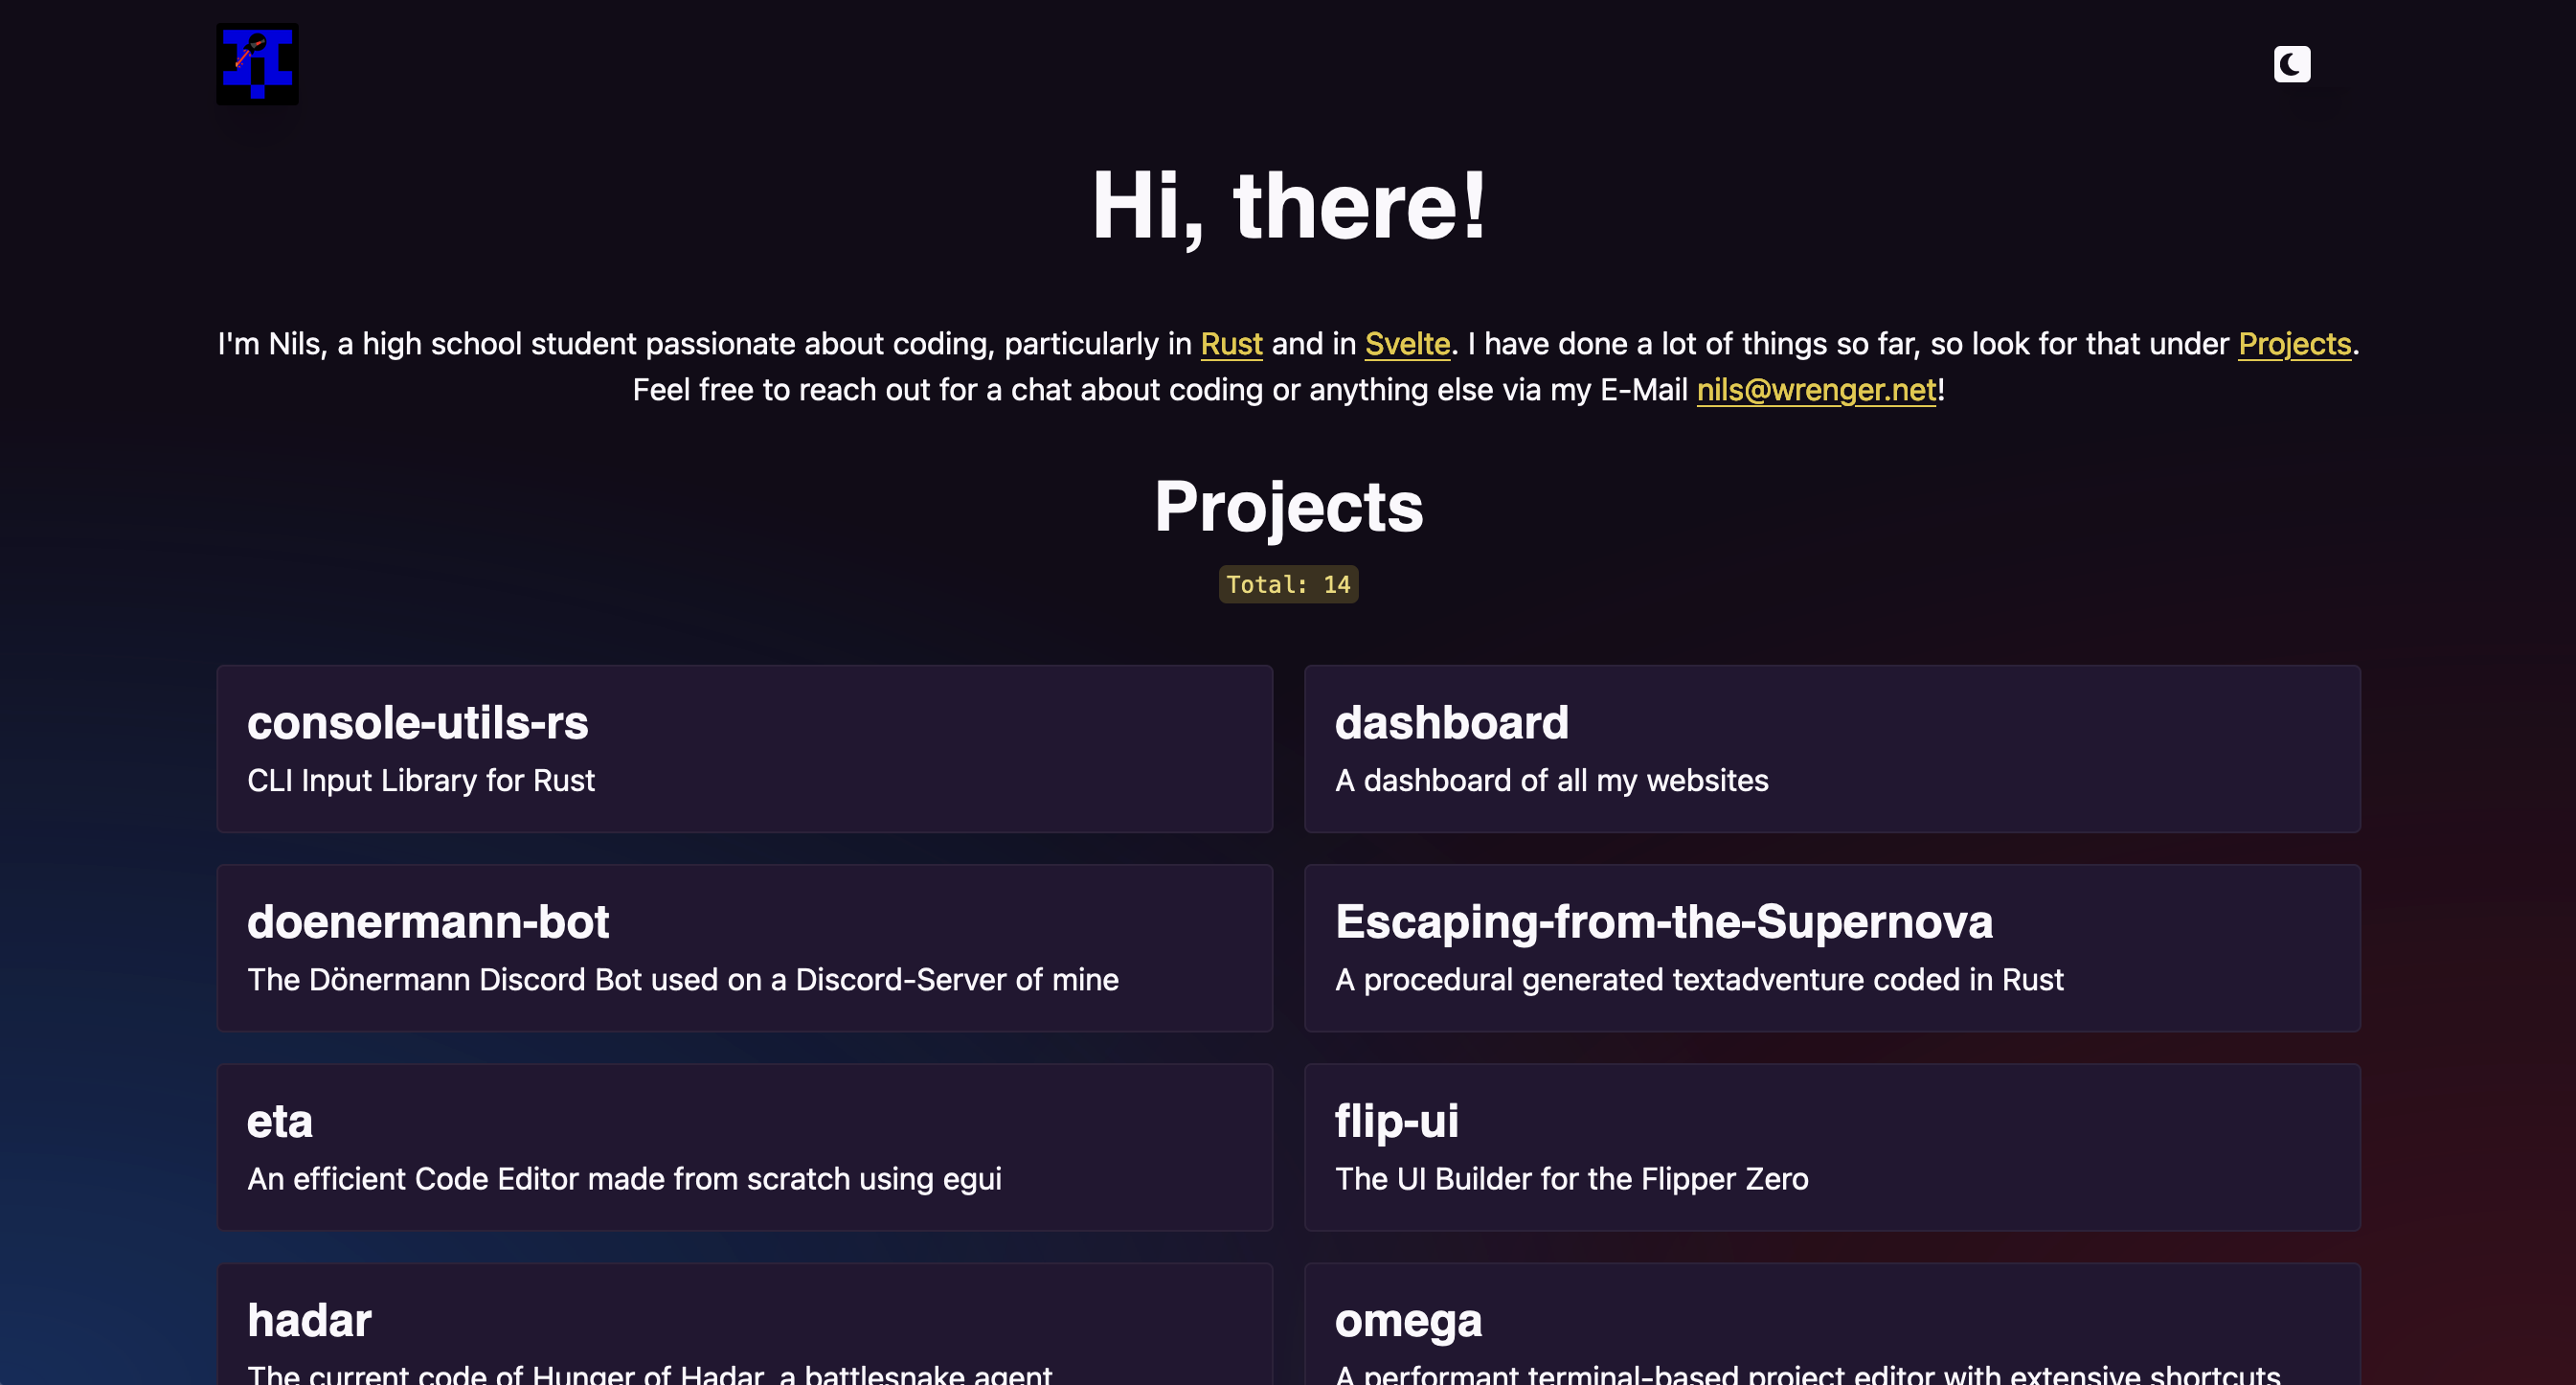 Hi, there!
I'm Nils, a high school student passionate about coding, particularly in Rust and in Svelte. I have done a lot of things so far, so look for that under Projects.
Feel free to reach out for a chat about coding or anything else via my E-Mail nils@wrenger.net!
Projects
Total: 14
console-utils-rs
CLI Input Library for Rust
dashboard
A dashboard of all my websites
doenermann-bot
The Dönermann Discord Bot used on a Discord-Server of mine
Escaping-from-the-Supernova
A procedural generated textadventure coded in Rust
eta
An efficient Code Editor made from scratch using egui
flip-ui
The UI Builder for the Flipper Zero
hadar
The current code of Hunger of Hadar, a battlesnake agent
omega
A performant terminal-based project editor with extensive shortcuts